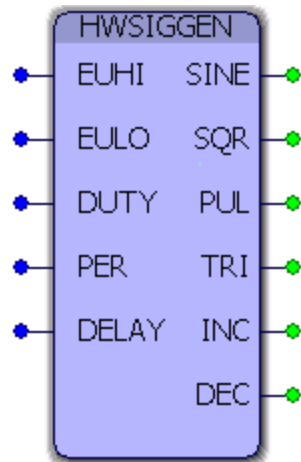 HWSIGGEN
EUHI SINE
EULO SQR
DUTY PUL
PER TRI
DELAY INC
DEC